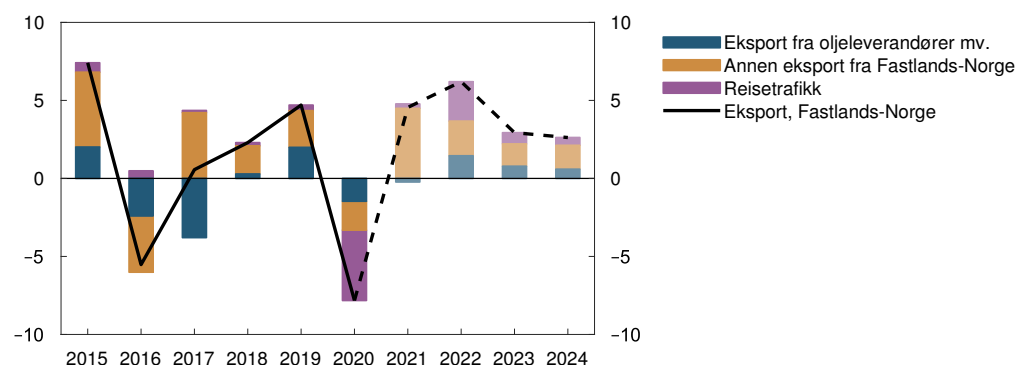 10
5
0
−5
−10
10
5
0
−5
−10
2015 2016 2017 2018 2019 2020 2021 2022 2023 2024
Eksport fra oljeleverandører mv.
Annen eksport fra Fastlands-Norge
Reisetrafikk
Eksport, Fastlands-Norge